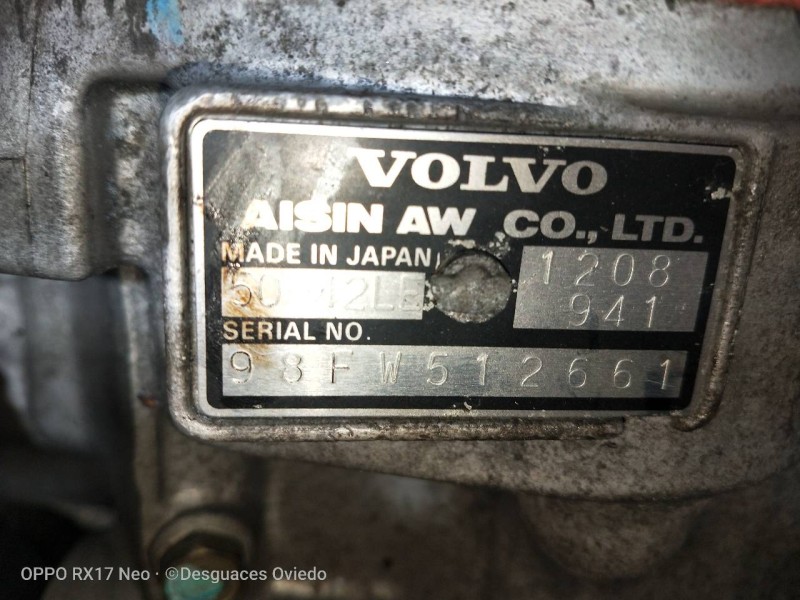 VOLVO
AISIN AW CO., LTD.
MADE IN JAPAN
1208
941
SERIAL NO.
98FW512661
OPPO RX17 Neo · ©Desguaces Oviedo